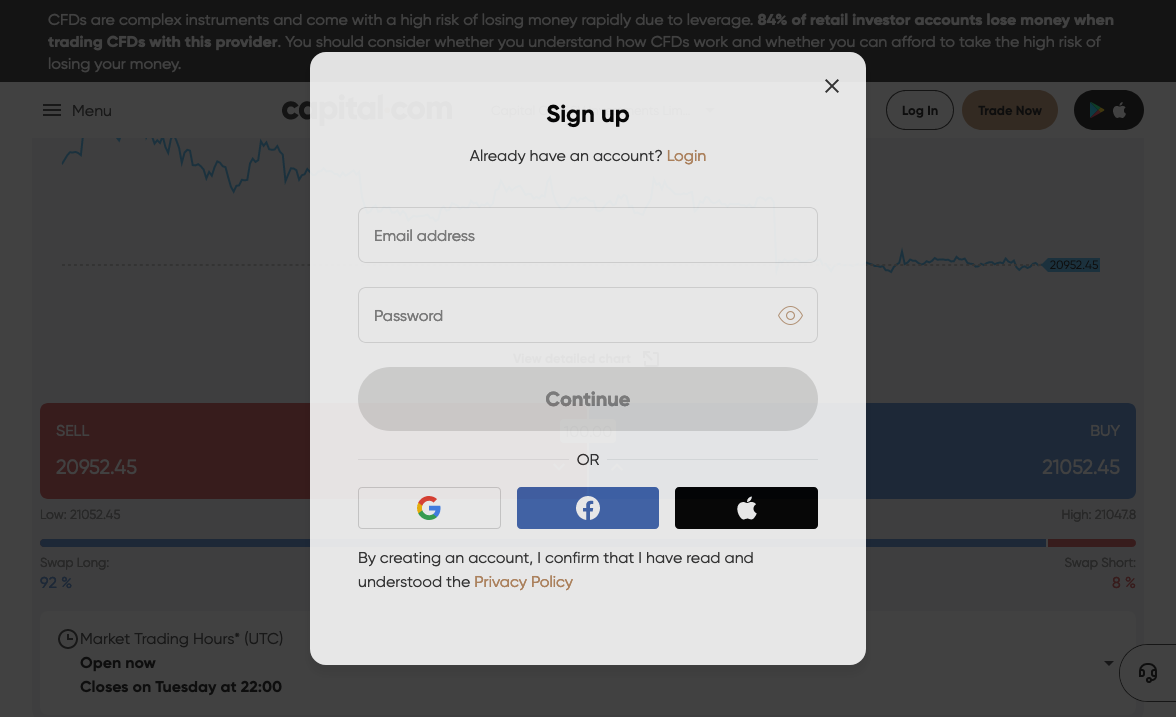 CFDs are complex instruments and come with a high risk of losing money rapidly due to leverage. 84% of retail investor accounts lose money when
trading CFDs with this provider. You should consider whether you understand how CFDs work and whether you can afford to take the high risk of
losing your money.
Menu
capital.com
Log In
Trade Now
Sign up
Already have an account? Login
Email address
20952.45
Password
View detailed chart
Continue
SELL
20952.45
BUY
21052.45
OR
Low: 21052.45
High: 21047.8
By creating an account, I confirm that I have read and
understood the Privacy Policy
Swap Long:
92 %
Swap Short:
8 %
Market Trading Hours* (UTC)
Open now
Closes on Tuesday at 22:00